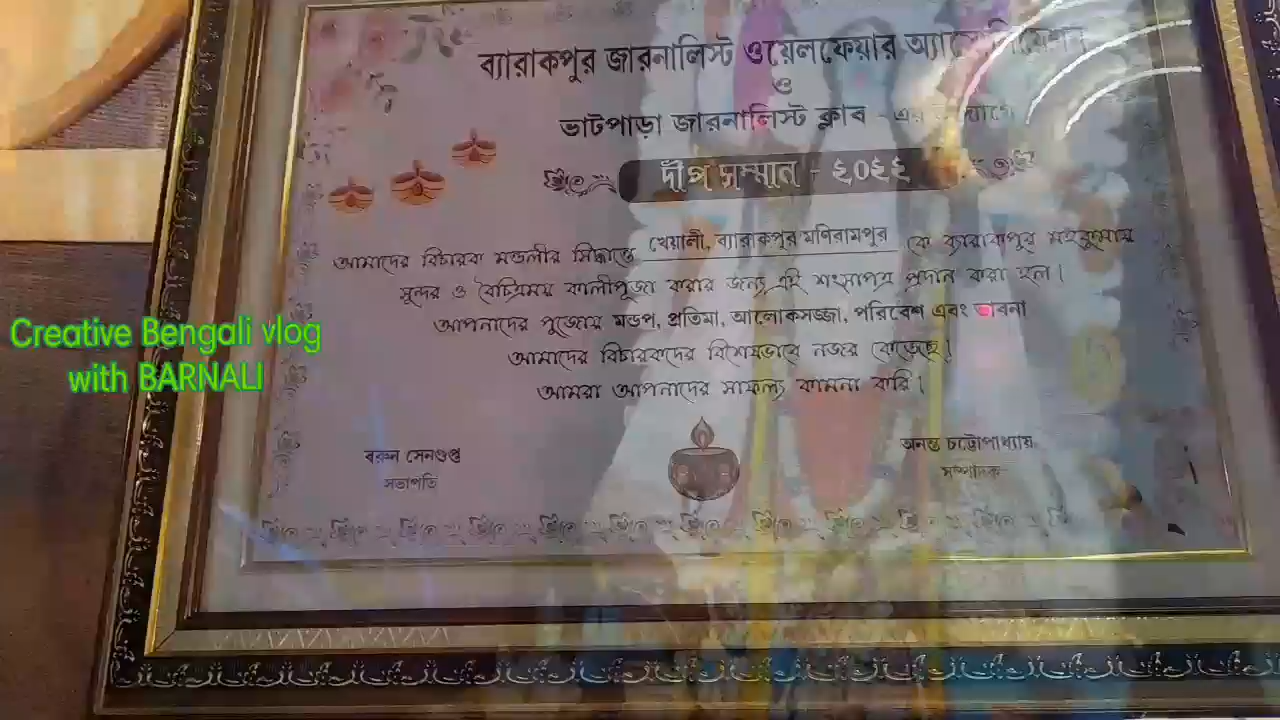 ব্যারাকপুর জারনালিস্ট ওয়েলফেয়ার অ্যাসোসিয়েশন
ও
ভাটপাড়া জারনালিস্ট ক্লাব - এর উদ্যোগে
দীপ সম্মান - ২০২২
আমাদের বিচারক মন্ডলীর সিদ্ধান্তে খেয়ালী, ব্যারাকপুর মণিরামপুর কে ব্যারাকপুর মহকুমায়
সুন্দর ও বৈচিত্রময় কালীপূজা করার জন্য এই শংসাপত্র প্রদান করা হল।
আপনাদের পুজোয় মন্ডপ, প্রতিমা, আলোকসজ্জা, পরিবেশ এবং ভাবনা
আমাদের বিচারকদের বিশেষভাবে নজর কেড়েছে।
আমরা আপনাদের সাফল্য কামনা করি।
বরুন সেনগুপ্ত
সভাপতি
অনন্ত চট্টোপাধ্যায়
সম্পাদক
Creative Bengali vlog
with BARNALI